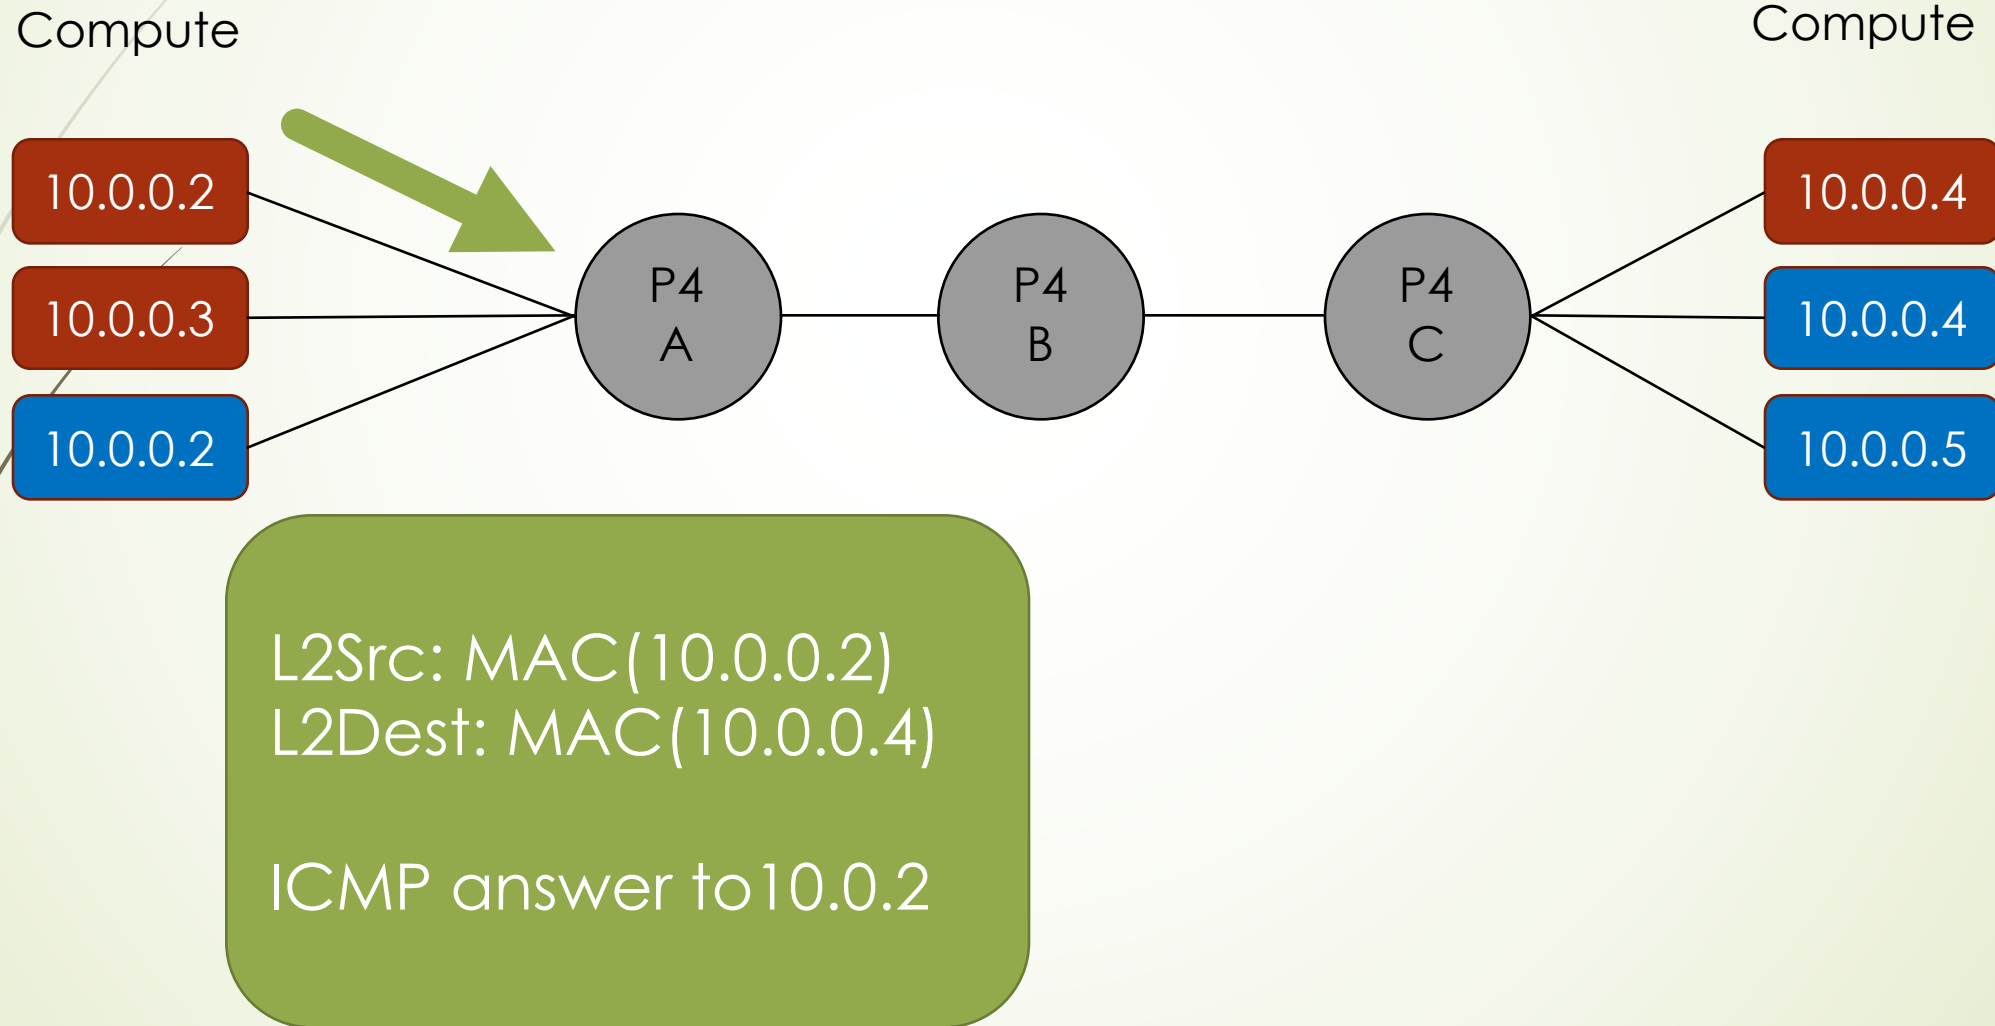 Compute
Compute
10.0.0.2
10.0.0.3
10.0.0.2
P4
A
P4
B
P4
C
10.0.0.4
10.0.0.4
10.0.0.5
L2Src: MAC(10.0.0.2)
L2Dest: MAC(10.0.0.4)
ICMP answer to10.0.2